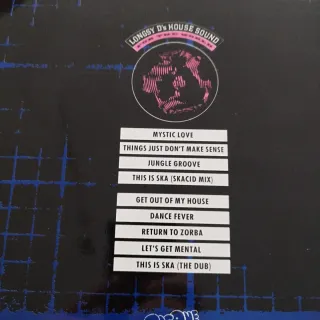 LONGSY D's HOUSE SOUND
MYSTIC LOVE
THINGS JUST DON'T MAKE SENSE
JUNGLE GROOVE
THIS IS SKA (SKACID MIX)
GET OUT OF MY HOUSE
DANCE FEVER
RETURN TO ZORBA
LET'S GET MENTAL
THIS IS SKA (THE DUB)